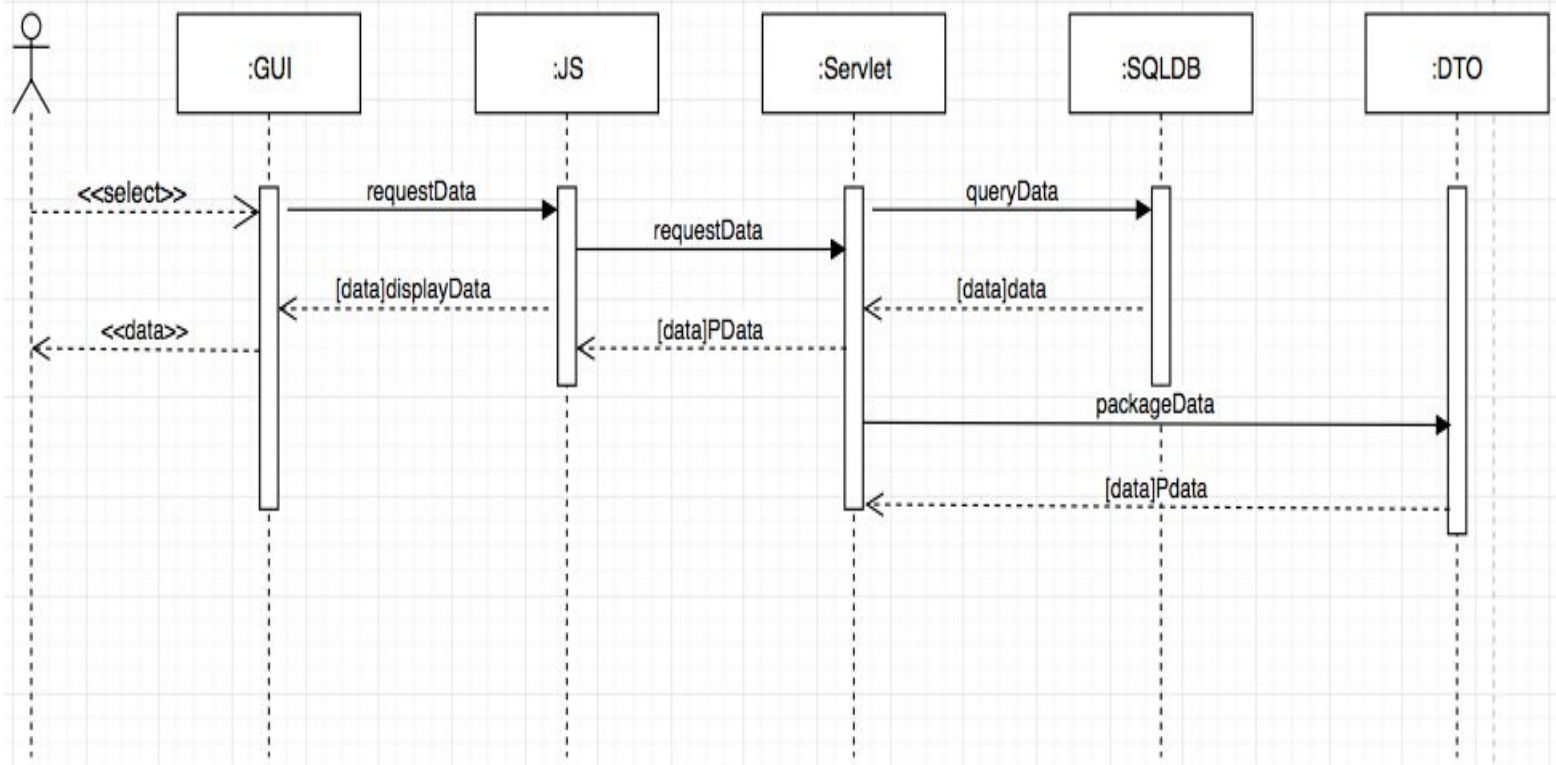 :GUI
:JS
:Servlet
:SQLDB
:DTO
<<select>>
requestData
queryData
requestData
[data]displayData
[data]data
<<data>>
[data]PData
packageData
[data]Pdata